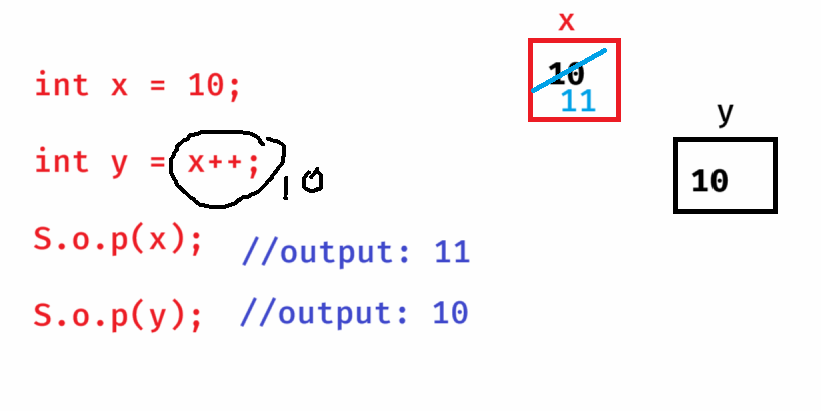 x
10
11
y
10
int x = 10;
int y = x++; 10
S.o.p(x); //output: 11
S.o.p(y); //output: 10